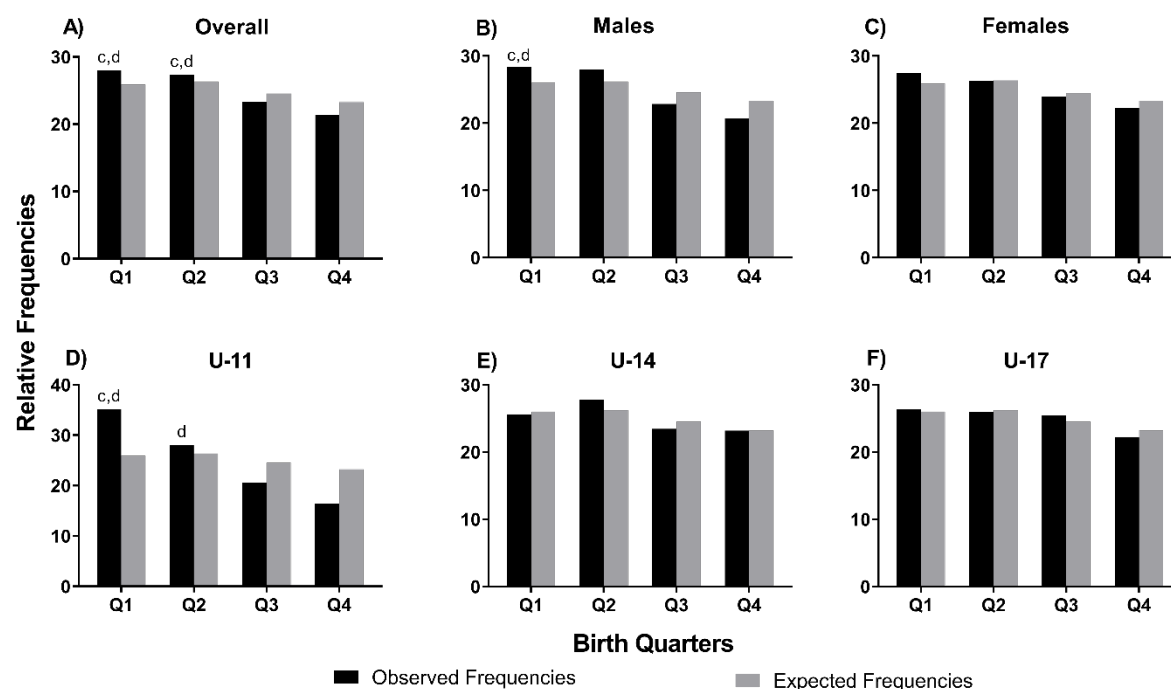 A) Overall
c,d c,d
30
20
10
0
Q1 Q2 Q3 Q4
B) Males
c,d
30
20
10
0
Q1 Q2 Q3 Q4
C) Females
30
20
10
0
Q1 Q2 Q3 Q4
Relative Frequencies
D) U-11
c,d d
40
30
20
10
0
Q1 Q2 Q3 Q4
E) U-14
30
20
10
0
Q1 Q2 Q3 Q4
F) U-17
30
20
10
0
Q1 Q2 Q3 Q4
Birth Quarters
Observed Frequencies Expected Frequencies